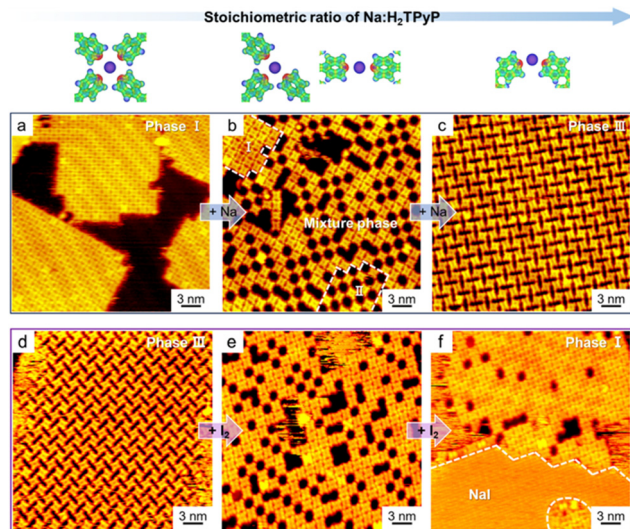 Stoichiometric ratio of Na:H₂TPyP
a Phase Ⅰ
3 nm
+ Na
b Ⅰ
Mixture phase
Ⅱ
3 nm
+ Na
c Phase Ⅲ
3 nm
d Phase Ⅲ
3 nm
+ I₂
e
3 nm
+ I₂
f Phase Ⅰ
NaI
3 nm